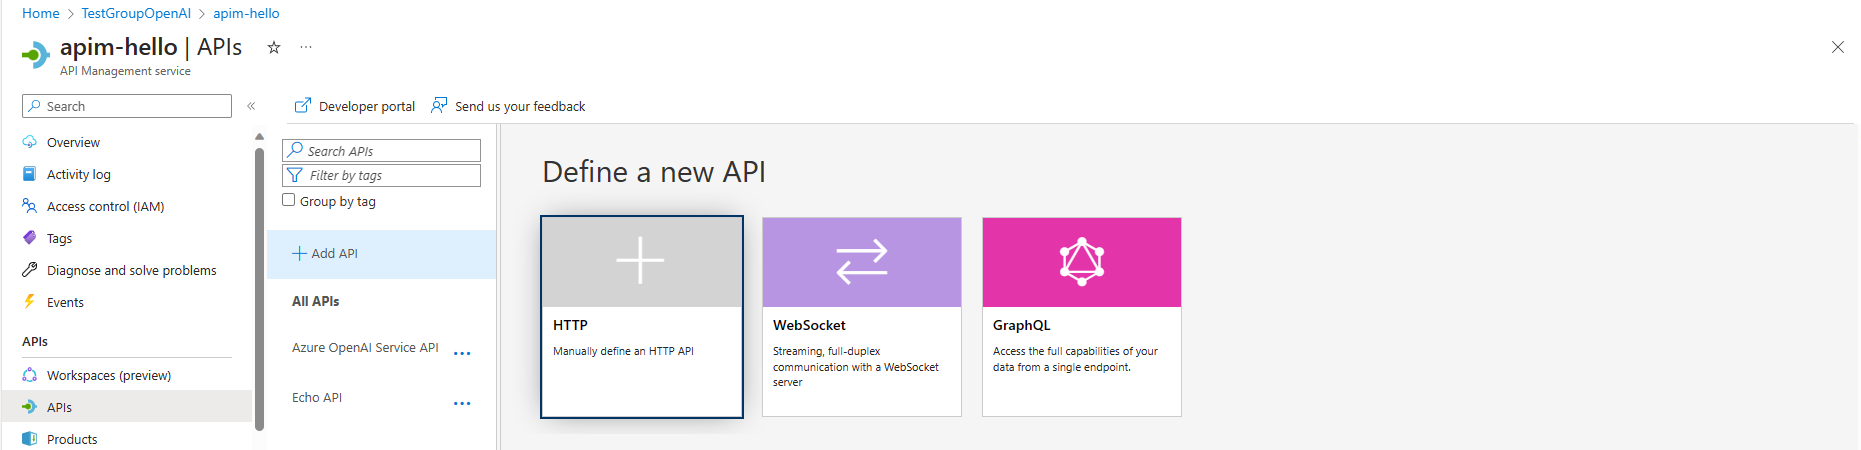 Home > TestGroupOpenAI > apim-hello
apim-hello | APIs
API Management service
Search
Developer portal
Send us your feedback
Overview
Activity log
Access control (IAM)
Tags
Diagnose and solve problems
Events
APIs
Workspaces (preview)
APIs
Products
Search APIs
Filter by tags
Group by tag
Add API
All APIs
Azure OpenAI Service API
Echo API
Define a new API
HTTP
Manually define an HTTP API
WebSocket
Streaming, full-duplex
communication with a WebSocket
server
GraphQL
Access the full capabilities of your
data from a single endpoint.